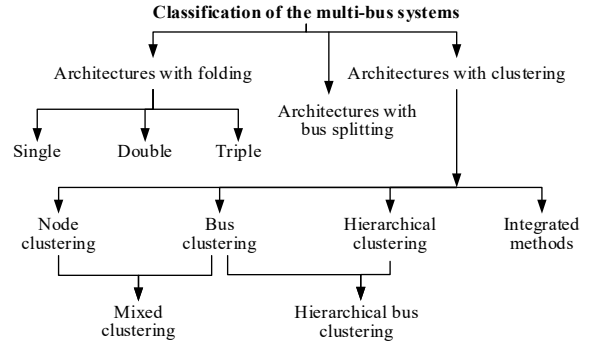 Classification of the multi-bus systems
Architectures with folding
Architectures with
bus splitting
Architectures with clustering
Single
Double
Triple
Node
clustering
Bus
clustering
Hierarchical
clustering
Integrated
methods
Mixed
clustering
Hierarchical bus
clustering